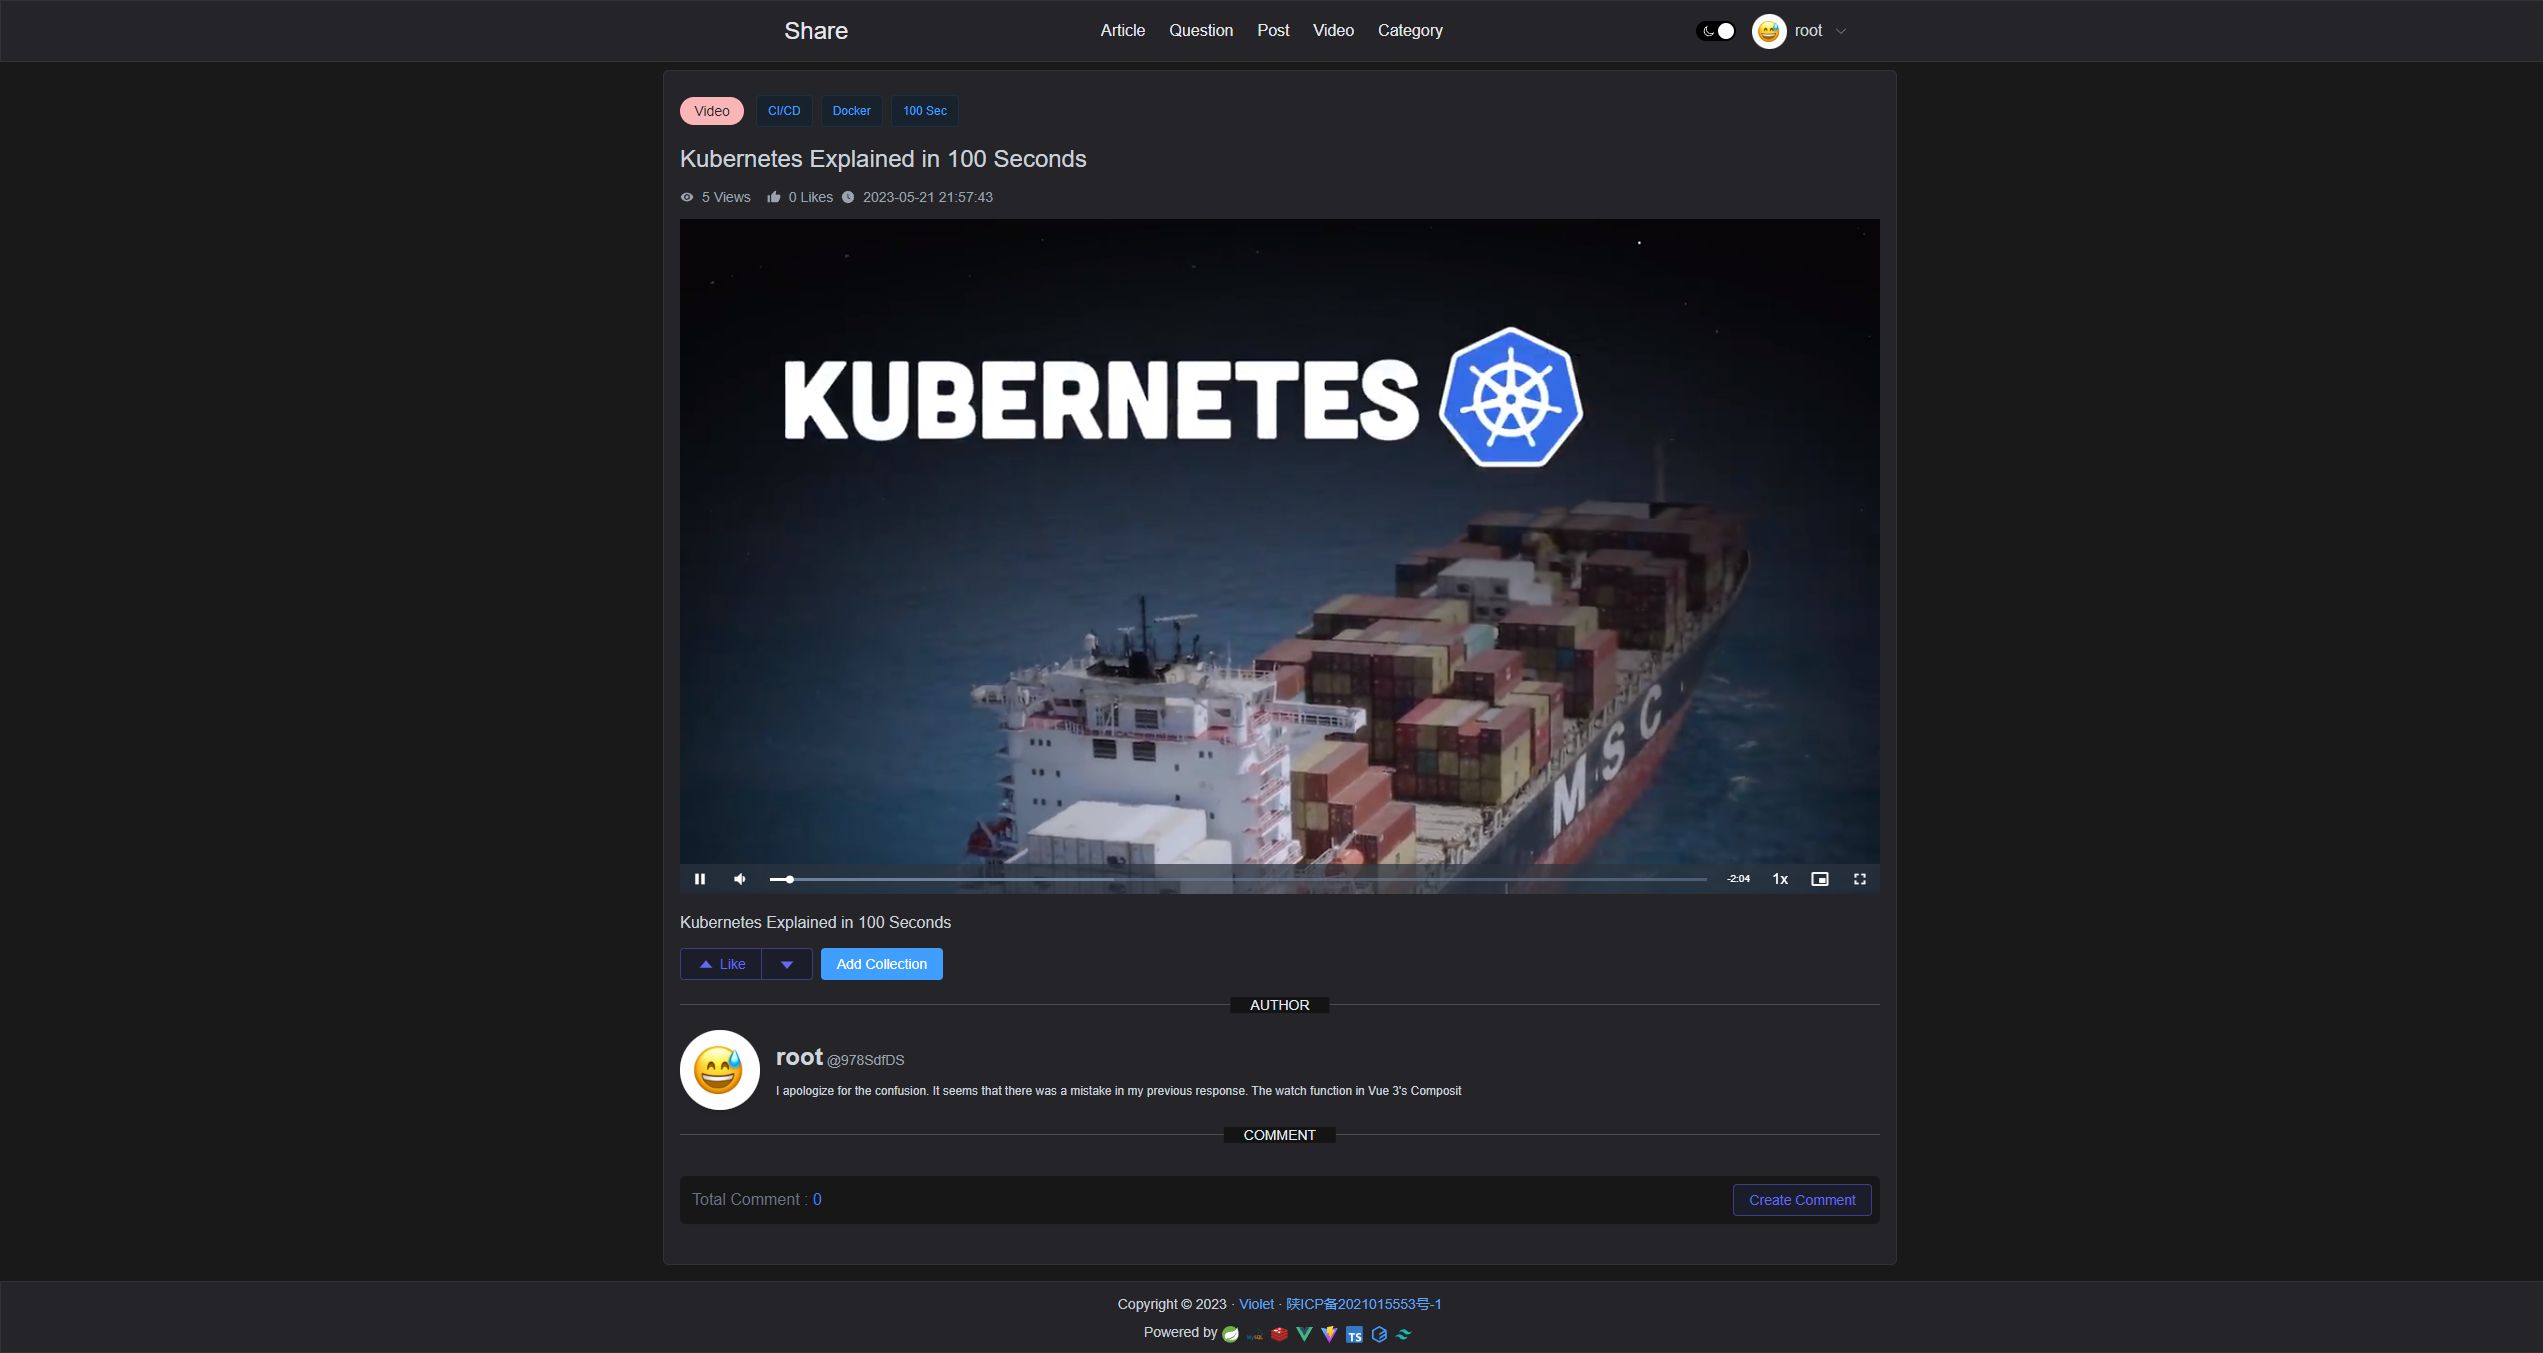 Share
Article Question Post Video Category
root
Video CI/CD Docker 100 Sec
Kubernetes Explained in 100 Seconds
5 Views 0 Likes 2023-05-21 21:57:43
KUBERNETES
MSC
-2:04 1x
Kubernetes Explained in 100 Seconds
Like Add Collection
AUTHOR
root @978SdfDS
I apologize for the confusion. It seems that there was a mistake in my previous response. The watch function in Vue 3's Composit
COMMENT
Total Comment : 0 Create Comment
Copyright © 2023 · Violet · 陕ICP备2021015553号-1
Powered by MySQL TS